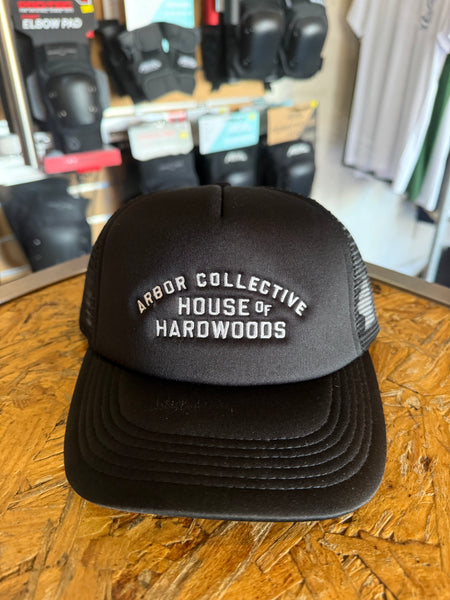 ELBOW PAD
ARBOR COLLECTIVE
HOUSE OF
HARDWOODS